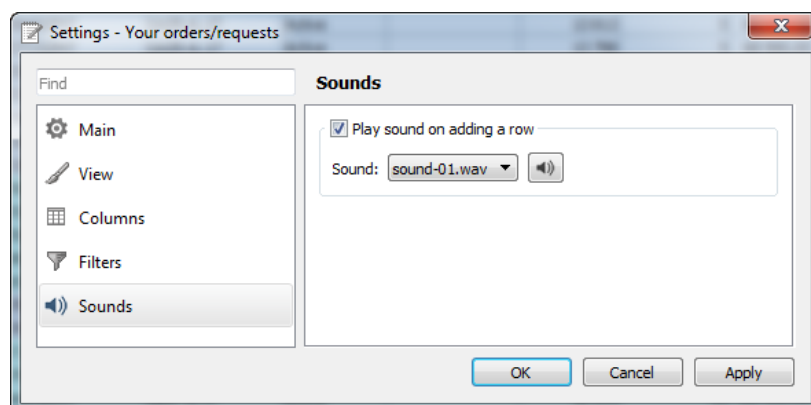 Settings - Your orders/requests
Find
Main
View
Columns
Filters
Sounds
Sounds
Play sound on adding a row
Sound: sound-01.wav
OK Cancel Apply